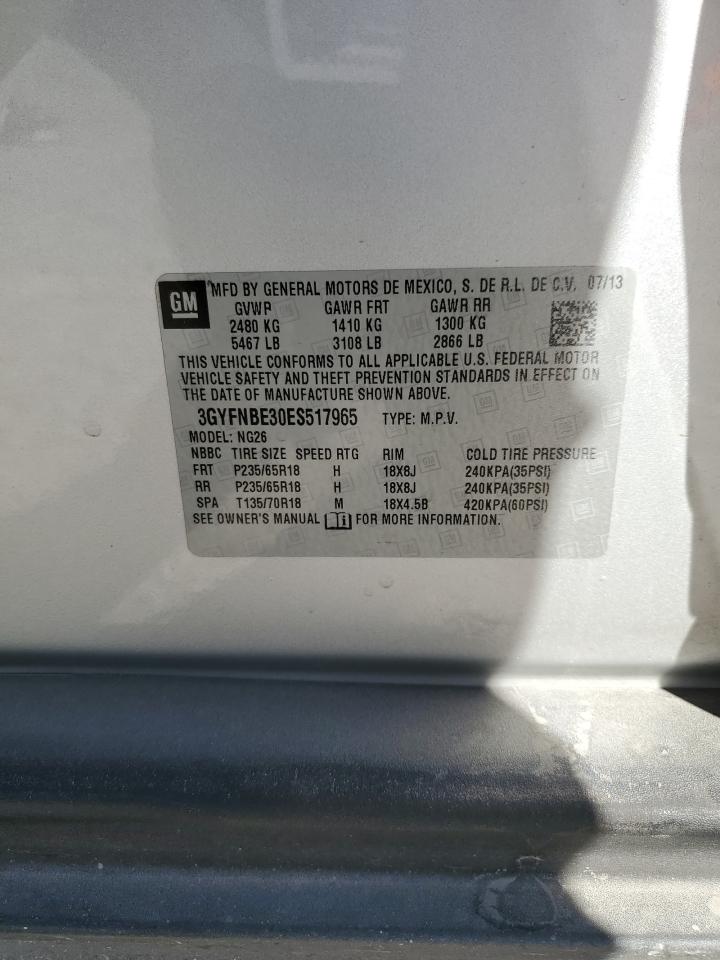 GM MFD BY GENERAL MOTORS DE MEXICO, S. DE R.L. DE C.V. 07/13
GVWP GAWR FRT GAWR RR
2480 KG 1410 KG 1300 KG
5467 LB 3108 LB 2866 LB
THIS VEHICLE CONFORMS TO ALL APPLICABLE U.S. FEDERAL MOTOR
VEHICLE SAFETY AND THEFT PREVENTION STANDARDS IN EFFECT ON
THE DATE OF MANUFACTURE SHOWN ABOVE.
3GYFNBE30ES517965 TYPE: M.P.V.
MODEL: NG26
NBBC TIRE SIZE SPEED RTG RIM COLD TIRE PRESSURE
FRT P235/65R18 H 18X8J 240KPA(35PSI)
RR P235/65R18 H 18X8J 240KPA(35PSI)
SPA T135/70R18 M 18X4.5B 420KPA(60PSI)
SEE OWNER'S MANUAL FOR MORE INFORMATION.